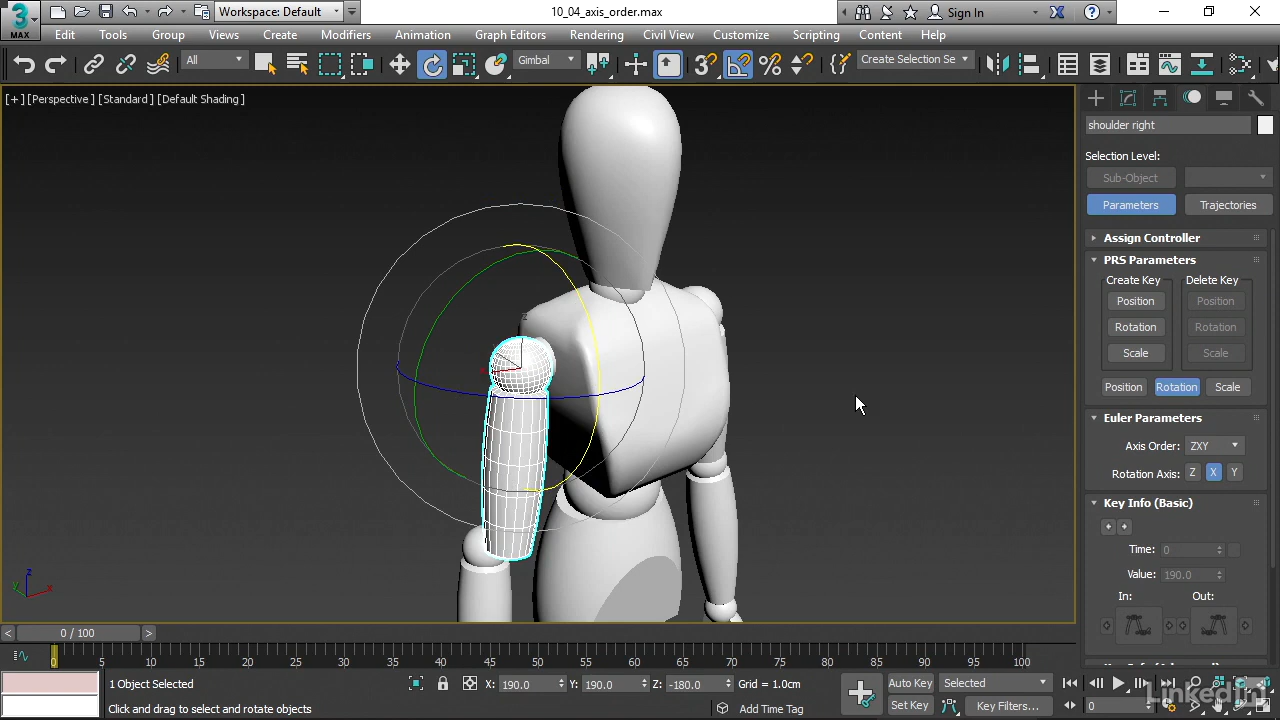 3 MAX
Workspace: Default
10_04_axis_order.max
Sign In
Edit Tools Group Views Create Modifiers Animation Graph Editors Rendering Civil View Customize Scripting Content Help
All
Gimbal
3
Create Selection Se
[+] [Perspective] [Standard] [Default Shading]
shoulder right
Selection Level:
Sub-Object
Parameters Trajectories
Assign Controller
PRS Parameters
Create Key Delete Key
Position Position
Rotation Rotation
Scale Scale
Position Rotation Scale
Euler Parameters
Axis Order: ZXY
Rotation Axis: Z X Y
Key Info (Basic)
Time: 0
Value: 190.0
In: Out:
z
x
z
y x
< 0 / 100 >
0 5 10 15 20 25 30 35 40 45 50 55 60 65 70 75 80 85 90 95 100
1 Object Selected
X: 190.0 Y: 190.0 Z: -180.0 Grid = 1.0cm
Auto Key Selected
Click and drag to select and rotate objects
Add Time Tag
Set Key Key Filters...
0
LinkedIn